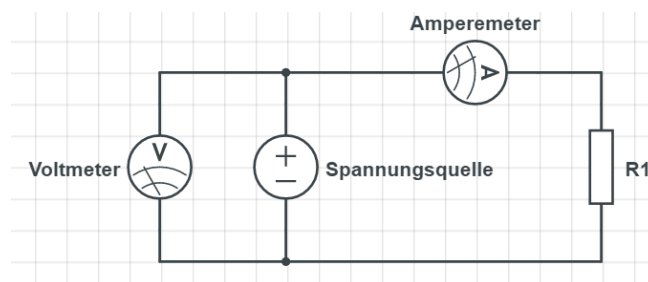 Amperemeter
A
V
Voltmeter
+
−
Spannungsquelle
R1